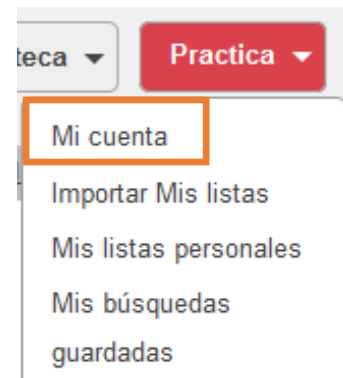 teca Practica
Mi cuenta
Importar Mis listas
Mis listas personales
Mis búsquedas
guardadas